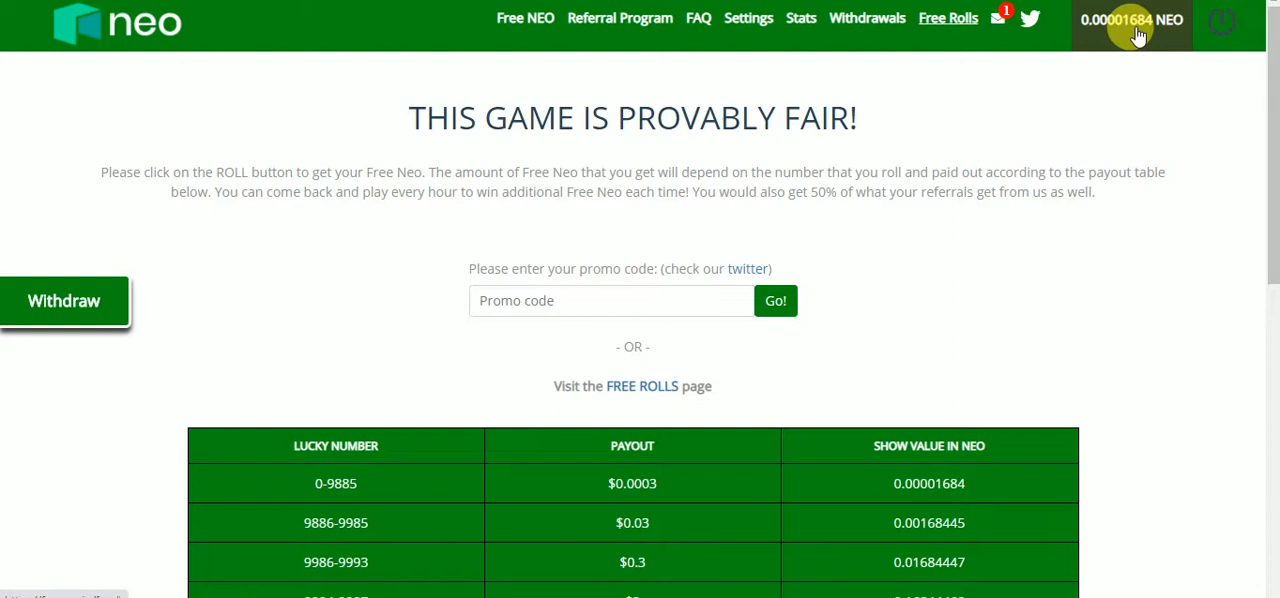 neo
Free NEO Referral Program FAQ Settings Stats Withdrawals Free Rolls 1 0.00001684 NEO
THIS GAME IS PROVABLY FAIR!
Please click on the ROLL button to get your Free Neo. The amount of Free Neo that you get will depend on the number that you roll and paid out according to the payout table
below. You can come back and play every hour to win additional Free Neo each time! You would also get 50% of what your referrals get from us as well.
Please enter your promo code: (check our twitter)
Promo code Go!
Withdraw
- OR -
Visit the FREE ROLLS page
LUCKY NUMBER PAYOUT SHOW VALUE IN NEO
0-9885 $0.0003 0.00001684
9886-9985 $0.03 0.00168445
9986-9993 $0.3 0.01684447